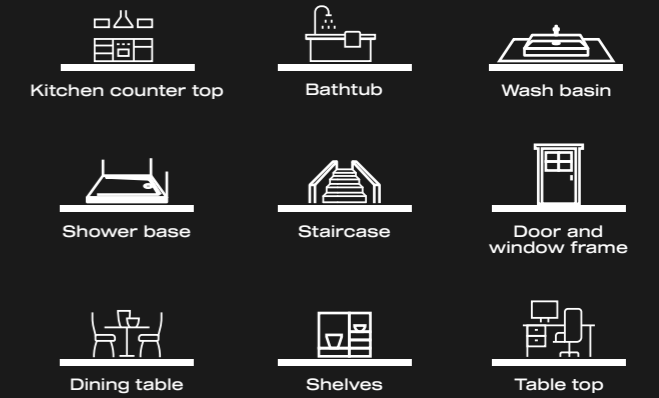 Kitchen counter top
Bathtub
Wash basin
Shower base
Staircase
Door and
window frame
Dining table
Shelves
Table top